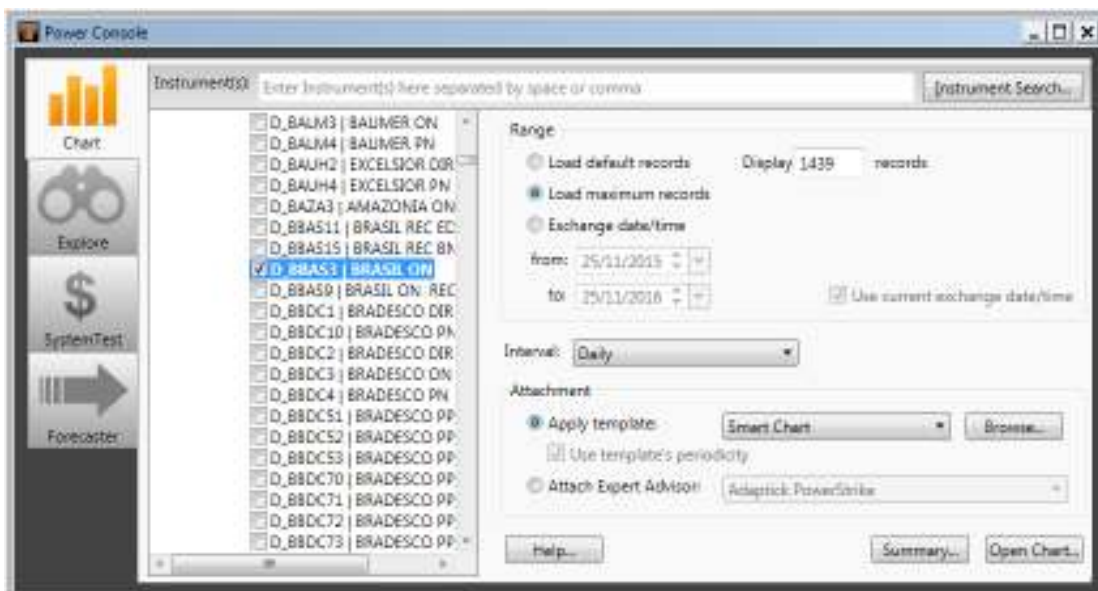 Power Console
Chart
Explore
SystemTest
Forecaster
Instrument(s): Enter Instrument(s) here separated by space or comma Instrument Search...
D_BALM3 | BAUMER ON
D_BALM4 | BAUMER PN
D_BAUH2 | EXCELSIOR DIR
D_BAUH4 | EXCELSIOR PN
D_BAZA3 | AMAZONIA ON
D_BBAS11 | BRASIL REC
D_BBAS15 | BRASIL REC BN
D_BBAS3 | BRASIL ON
D_BBAS9 | BRASIL ON REC
D_BBDC1 | BRADESCO DIR
D_BBDC10 | BRADESCO PN
D_BBDC2 | BRADESCO DIR
D_BBDC3 | BRADESCO ON
D_BBDC4 | BRADESCO PN
D_BBDC51 | BRADESCO PP
D_BBDC52 | BRADESCO PP
D_BBDC53 | BRADESCO PP
D_BBDC70 | BRADESCO PP
D_BBDC71 | BRADESCO PP
D_BBDC72 | BRADESCO PP
D_BBDC73 | BRADESCO PP
Range
Load default records Display 1439 records
Load maximum records
Exchange date/time
from: 25/11/2015
to: 25/11/2016 Use current exchange date/time
Interval: Daily
Attachment
Apply template: Smart Chart Browse...
Use template's periodicity
Attach Expert Advisor: Adaptick PowerStrike
Help... Summary... Open Chart...